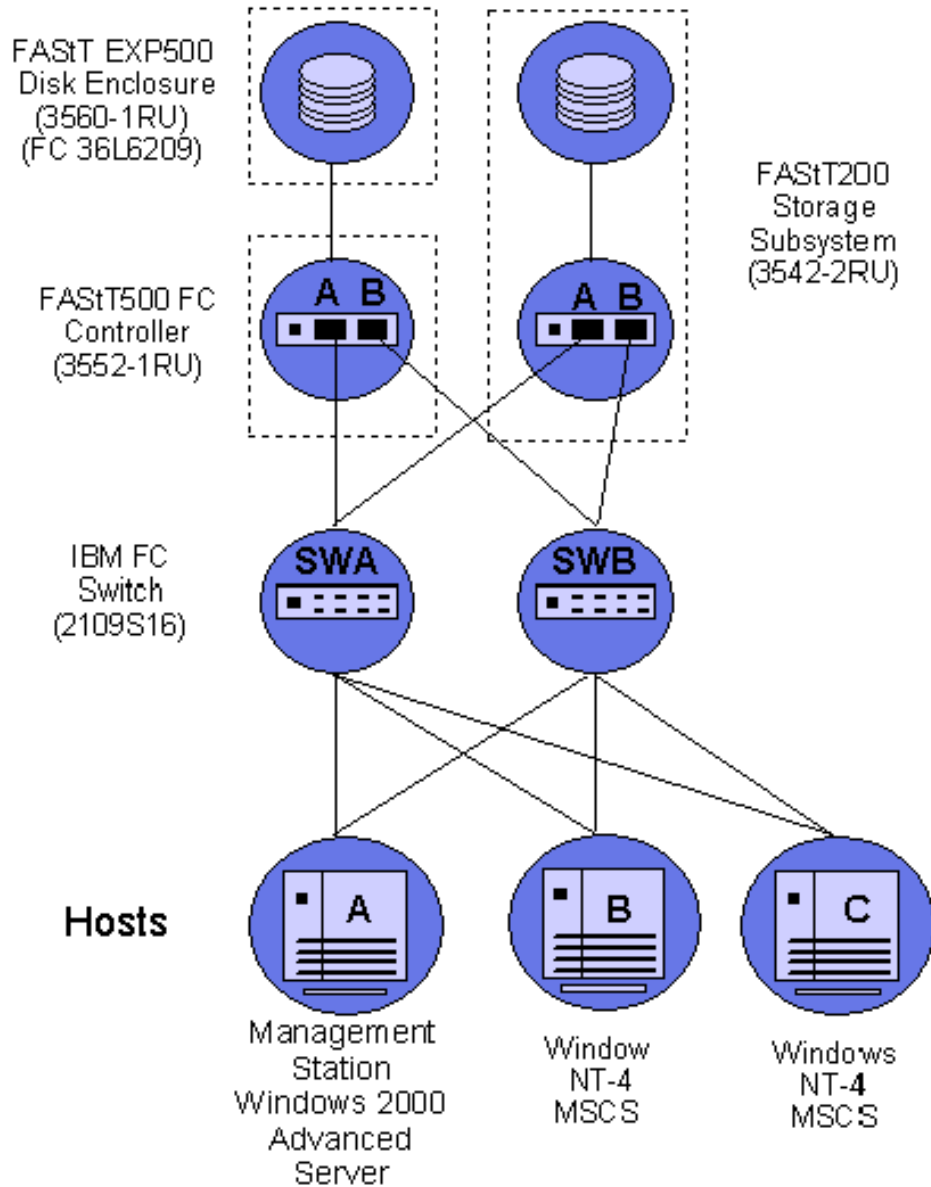 FAStT EXP500
Disk Enclosure
(3560-1RU)
(FC 36L6209)
FAStT200
Storage
Subsystem
(3542-2RU)
FAStT500 FC
Controller
(3552-1RU)
A B
A B
IBM FC
Switch
(2109S16)
SWA
SWB
Hosts
A
B
C
Management
Station
Windows 2000
Advanced
Server
Window
NT-4
MSCS
Windows
NT-4
MSCS